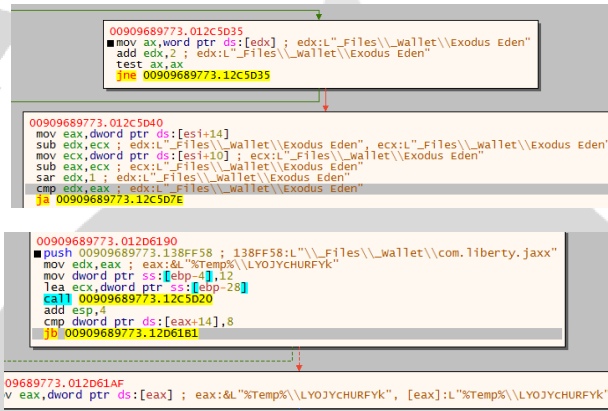 00909689773.012C5D35
mov ax,word ptr ds:[edx] ; edx:L"_Files\\_Wallet\\Exodus Eden"
add edx,2 ; edx:L"_Files\\_Wallet\\Exodus Eden"
test ax,ax
jne 00909689773.12C5D35
00909689773.012C5D40
mov eax,dword ptr ds:[esi+14]
sub edx,ecx ; edx:L"_Files\\_Wallet\\Exodus Eden", ecx:L"_Files\\_Wallet\\Exodus Eden"
mov ecx,dword ptr ds:[esi+10] ; ecx:L"_Files\\_Wallet\\Exodus Eden"
sub eax,ecx ; ecx:L"_Files\\_Wallet\\Exodus Eden"
sar edx,1 ; edx:L"_Files\\_Wallet\\Exodus Eden"
cmp edx,eax ; edx:L"_Files\\_Wallet\\Exodus Eden"
ja 00909689773.12C5D7E
00909689773.012D6190
push 00909689773.138FF58 ; 138FF58:L"\\_Files\\_Wallet\\com.liberty.jaxx"
mov edx,eax ; eax:&L"%Temp%\\LYOJYcHURFYk"
mov dword ptr ss:[ebp-4],12
lea ecx,dword ptr ss:[ebp-28]
call 00909689773.12C5D20
add esp,4
cmp dword ptr ds:[eax+14],8
jb 00909689773.12D61B1
09689773.012D61AF
v eax,dword ptr ds:[eax] ; eax:&L"%Temp%\\LYOJYcHURFYk", [eax]:L"%Temp%\\LYOJYcHURFYk"